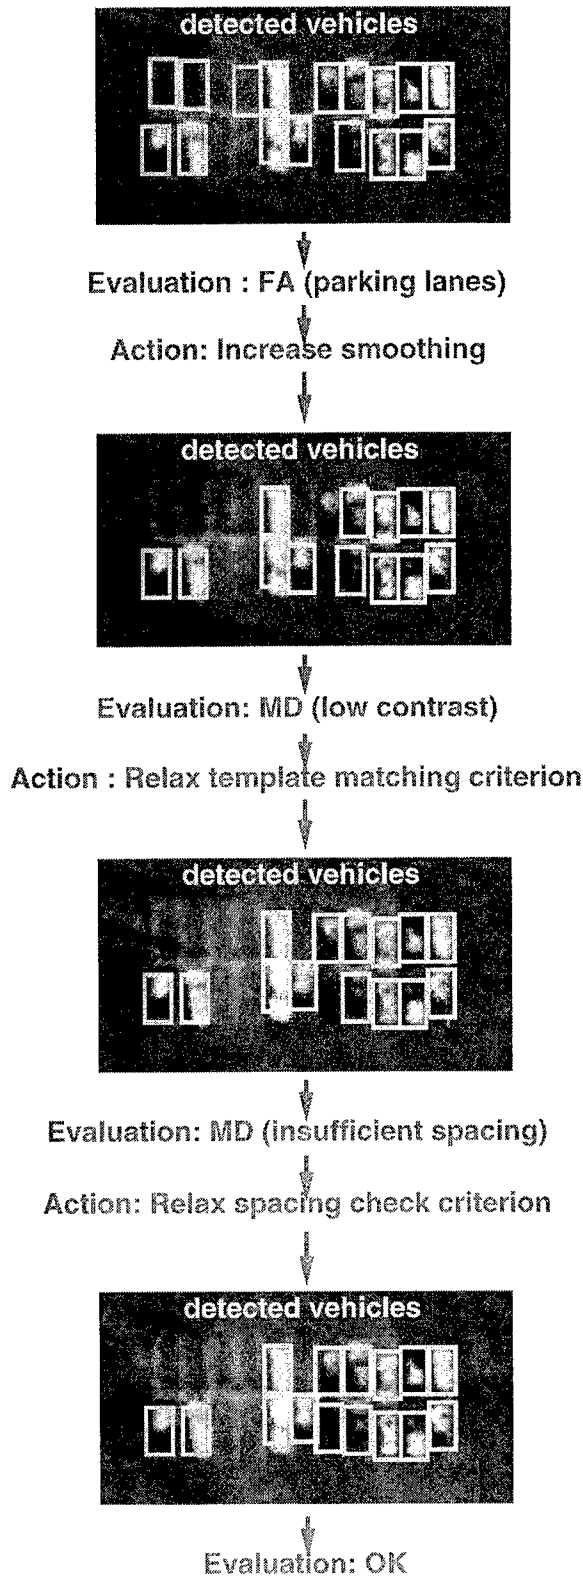 detected vehicles
Evaluation : FA (parking lanes)
Action: Increase smoothing
detected vehicles
Evaluation: MD (low contrast)
Action : Relax template matching criterion
detected vehicles
Evaluation: MD (insufficient spacing)
Action: Relax spacing check criterion
detected vehicles
Evaluation: OK